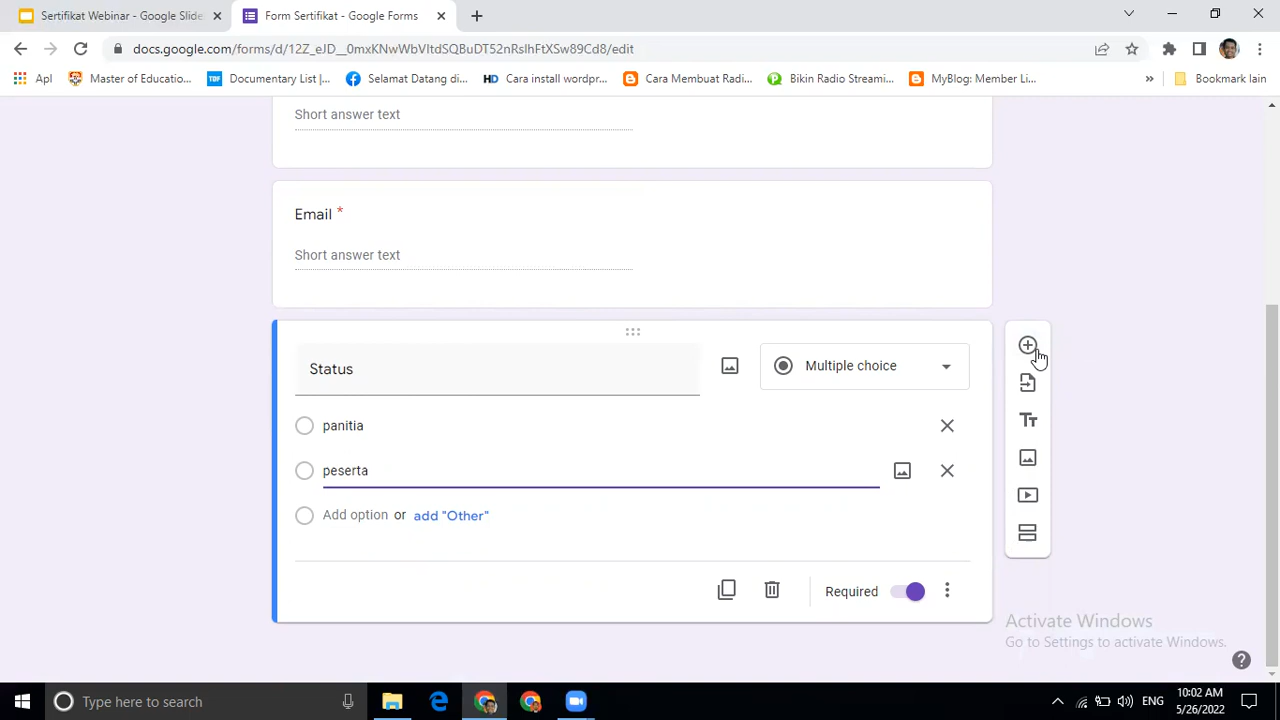 Sertifikat Webinar - Google Slide
Form Sertifikat - Google Forms
docs.google.com/forms/d/12Z_eJD__0mxKNwWbVItdSQBuDT52nRsIhFtXSw89Cd8/edit
Apl
Master of Educatio...
TDF
Documentary List |...
Selamat Datang di...
HD
Cara install wordpr...
Cara Membuat Radi...
Bikin Radio Streami...
MyBlog: Member Li...
»
Bookmark lain
Short answer text
Email *
Short answer text
Status
Multiple choice
panitia
peserta
Add option or add "Other"
Required
Activate Windows
Go to Settings to activate Windows.
Type here to search
ENG
10:02 AM
5/26/2022